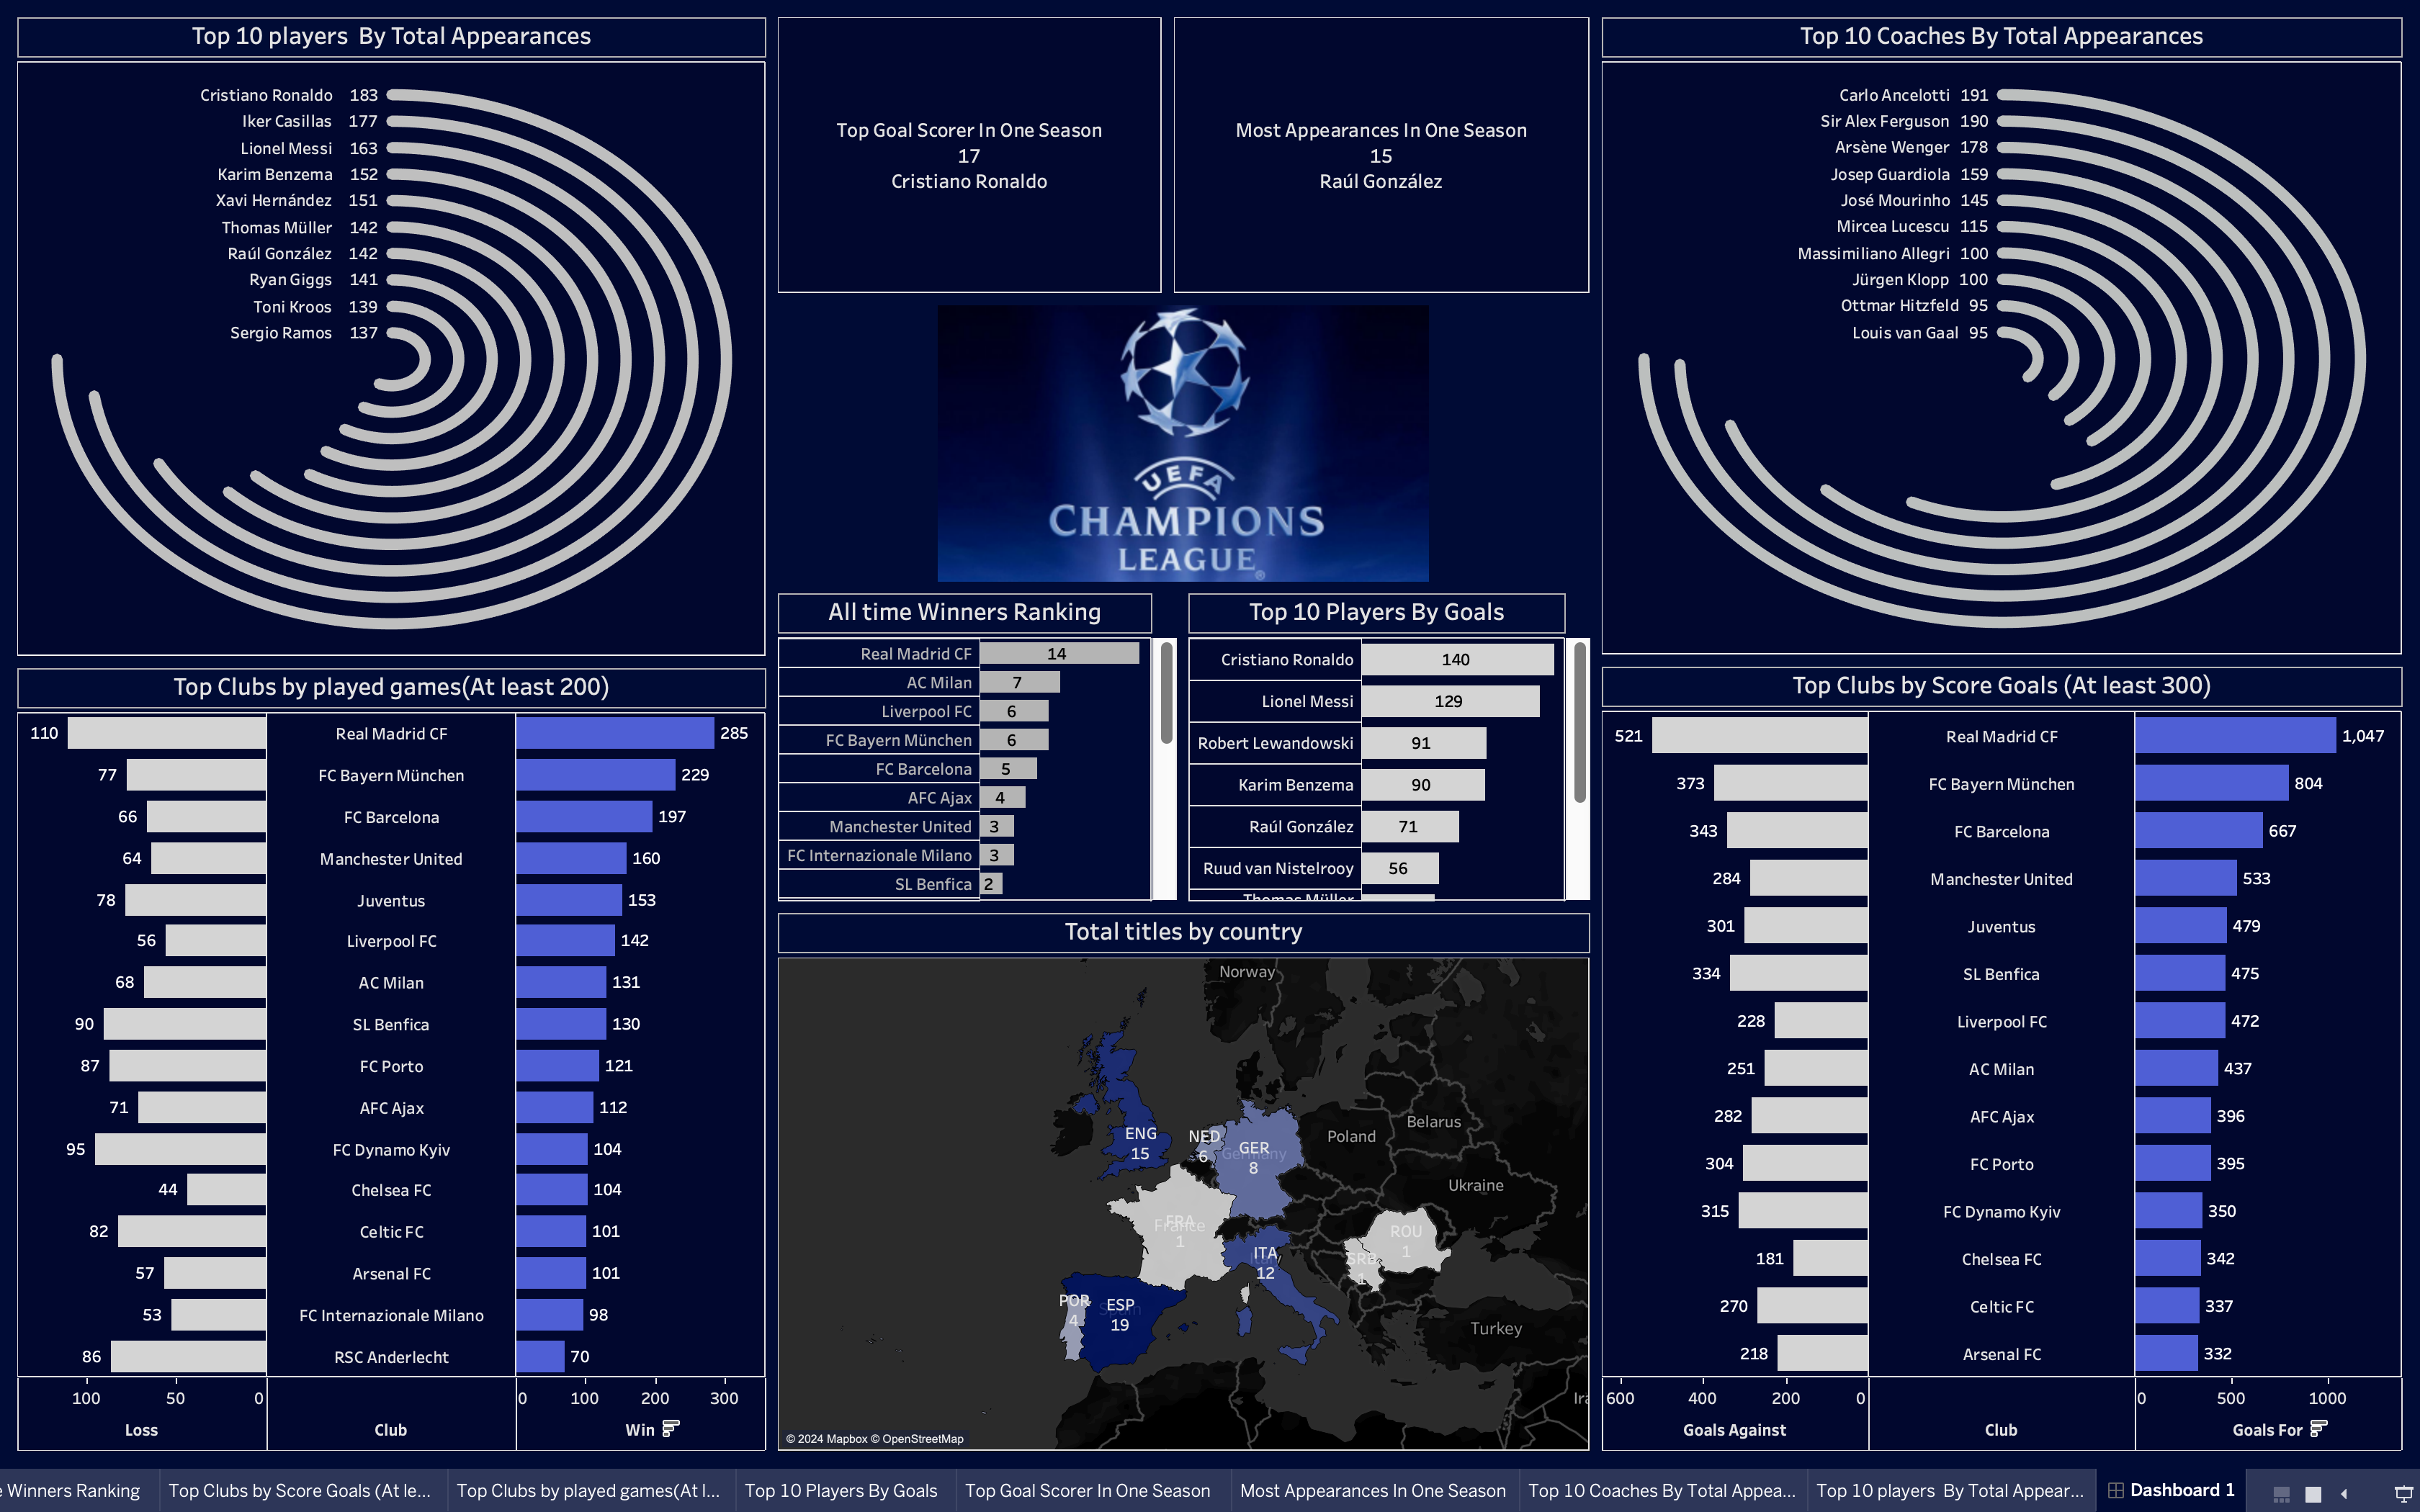 Top 10 players  By Total Appearances
Cristiano Ronaldo 183
Iker Casillas 177
Lionel Messi 163
Karim Benzema 152
Xavi Hernández 151
Thomas Müller 142
Raúl González 142
Ryan Giggs 141
Toni Kroos 139
Sergio Ramos 137
Top Goal Scorer In One Season
17
Cristiano Ronaldo
Most Appearances In One Season
15
Raúl González
Top 10 Coaches By Total Appearances
Carlo Ancelotti 191
Sir Alex Ferguson 190
Arsène Wenger 178
Josep Guardiola 159
José Mourinho 145
Mircea Lucescu 115
Massimiliano Allegri 100
Jürgen Klopp 100
Ottmar Hitzfeld 95
Louis van Gaal 95
UEFA
CHAMPIONS
LEAGUE®
All time Winners Ranking
Real Madrid CF 14
AC Milan 7
Liverpool FC 6
FC Bayern München 6
FC Barcelona 5
AFC Ajax 4
Manchester United 3
FC Internazionale Milano 3
SL Benfica 2
Top 10 Players By Goals
Cristiano Ronaldo 140
Lionel Messi 129
Robert Lewandowski 91
Karim Benzema 90
Raúl González 71
Ruud van Nistelrooy 56
Thomas Müller
Top Clubs by played games(At least 200)
110 Real Madrid CF 285
77 FC Bayern München 229
66 FC Barcelona 197
64 Manchester United 160
78 Juventus 153
56 Liverpool FC 142
68 AC Milan 131
90 SL Benfica 130
87 FC Porto 121
71 AFC Ajax 112
95 FC Dynamo Kyiv 104
44 Chelsea FC 104
82 Celtic FC 101
57 Arsenal FC 101
53 FC Internazionale Milano 98
86 RSC Anderlecht 70
100 50 0 0 100 200 300
Loss Club Win
Total titles by country
Norway
Belarus
Poland
Ukraine
Turkey
Ira
ENG
15
NED
6
GER
Germany
8
FRA
France
1
ITA
Italy
12
ROU
1
SRB
1
POR
4
ESP
Spain
19
© 2024 Mapbox © OpenStreetMap
Top Clubs by Score Goals (At least 300)
521 Real Madrid CF 1,047
373 FC Bayern München 804
343 FC Barcelona 667
284 Manchester United 533
301 Juventus 479
334 SL Benfica 475
228 Liverpool FC 472
251 AC Milan 437
282 AFC Ajax 396
304 FC Porto 395
315 FC Dynamo Kyiv 350
181 Chelsea FC 342
270 Celtic FC 337
218 Arsenal FC 332
600 400 200 0 0 500 1000
Goals Against Club Goals For
e Winners Ranking
Top Clubs by Score Goals (At le...
Top Clubs by played games(At l...
Top 10 Players By Goals
Top Goal Scorer In One Season
Most Appearances In One Season
Top 10 Coaches By Total Appea...
Top 10 players  By Total Appear...
Dashboard 1